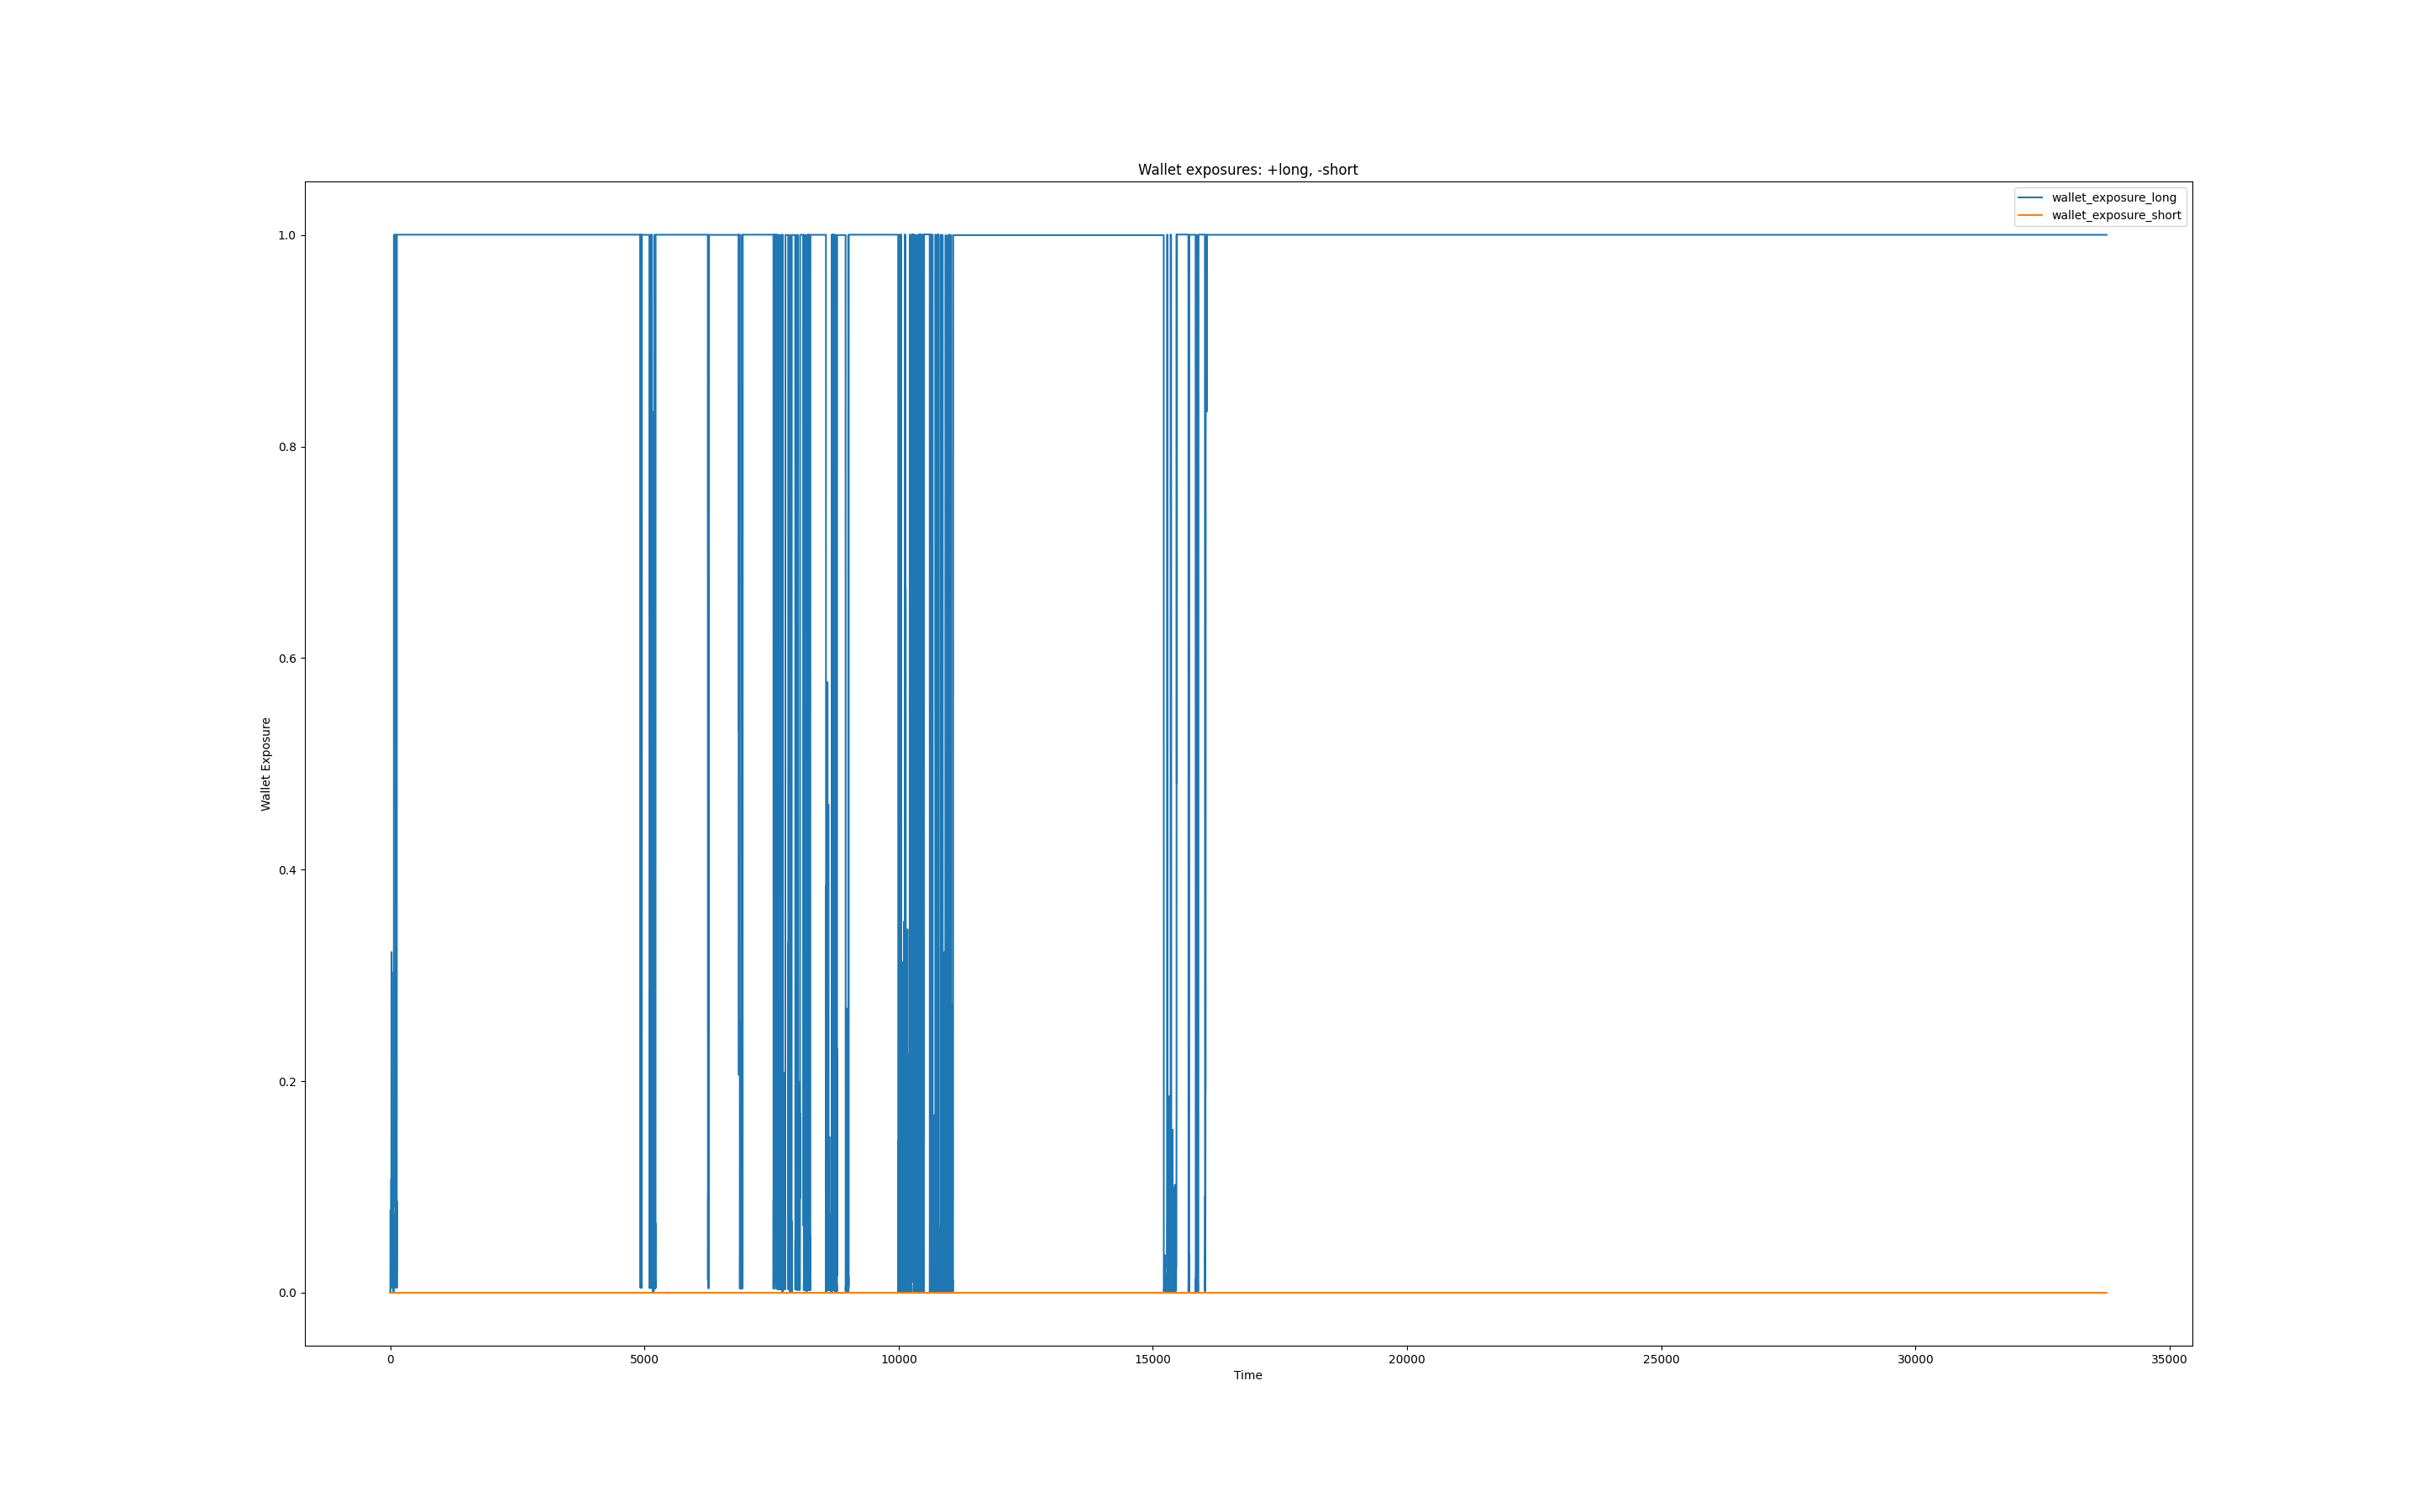 Wallet exposures: +long, -short
wallet_exposure_long
wallet_exposure_short
1.0
0.8
0.6
0.4
0.2
0.0
Wallet Exposure
0 5000 10000 15000 20000 25000 30000 35000
Time